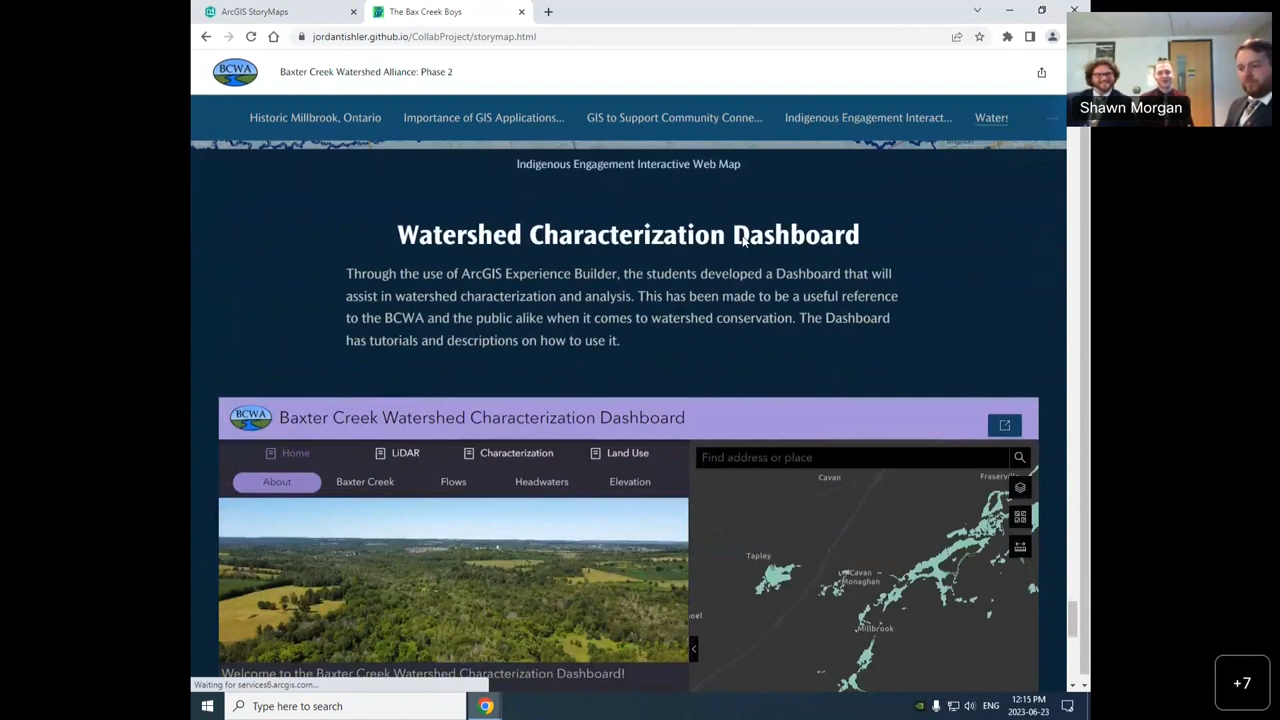 ArcGIS StoryMaps
The Bax Creek Boys
jordantishler.github.io/CollabProject/storymap.html
Shawn Morgan
BCWA
Baxter Creek Watershed Alliance: Phase 2
Historic Millbrook, Ontario
Importance of GIS Applications...
GIS to Support Community Conne...
Indigenous Engagement Interact...
Waters
Indigenous Engagement Interactive Web Map
Watershed Characterization Dashboard
Through the use of ArcGIS Experience Builder, the students developed a Dashboard that will
assist in watershed characterization and analysis. This has been made to be a useful reference
to the BCWA and the public alike when it comes to watershed conservation. The Dashboard
has tutorials and descriptions on how to use it.
BCWA
Baxter Creek Watershed Characterization Dashboard
Home
LiDAR
Characterization
Land Use
Find address or place
About
Baxter Creek
Flows
Headwaters
Elevation
Cavan
Fraserville
Tapley
Cavan
Monaghan
Millbrook
Welcome to the Baxter Creek Watershed Characterization Dashboard!
Waiting for services6.arcgis.com...
Type here to search
ENG
12:15 PM
2023-06-23
+7